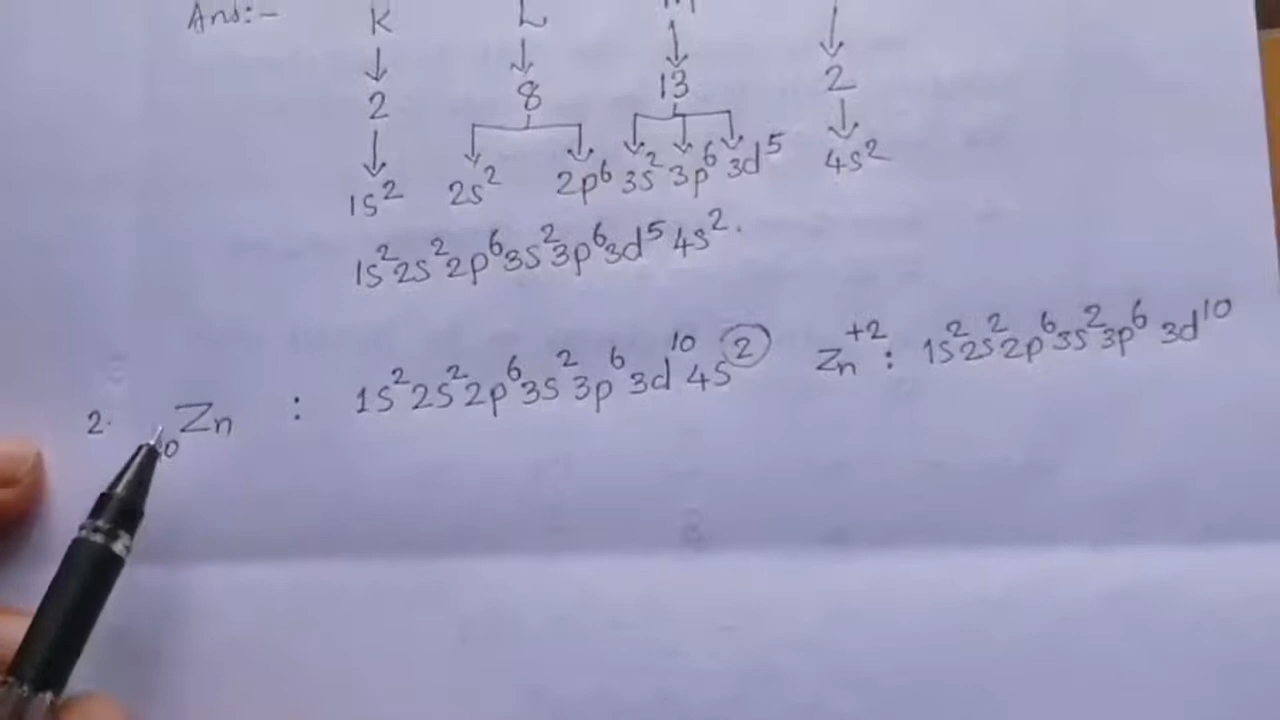 Ans:- K L M
↓ ↓ ↓ ↓
2 8 13 2
1s² 2s² 2p⁶ 3s² 3p⁶ 3d⁵ 4s²
1s²2s²2p⁶3s²3p⁶3d⁵4s².
2. Zn : 1s²2s²2p⁶3s²3p⁶3d¹⁰4s② Zn⁺² : 1s²2s²2p⁶3s²3p⁶3d¹⁰